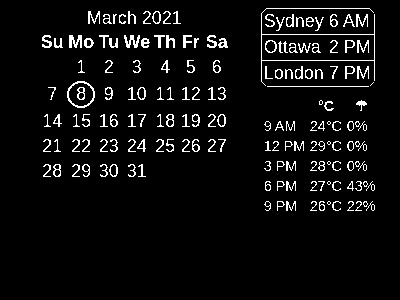 March 2021
Su Mo Tu We Th Fr Sa
1 2 3 4 5 6
7 8 9 10 11 12 13
14 15 16 17 18 19 20
21 22 23 24 25 26 27
28 29 30 31
Sydney 6 AM
Ottawa 2 PM
London 7 PM
°C ☂
9 AM 24°C 0%
12 PM 29°C 0%
3 PM 28°C 0%
6 PM 27°C 43%
9 PM 26°C 22%